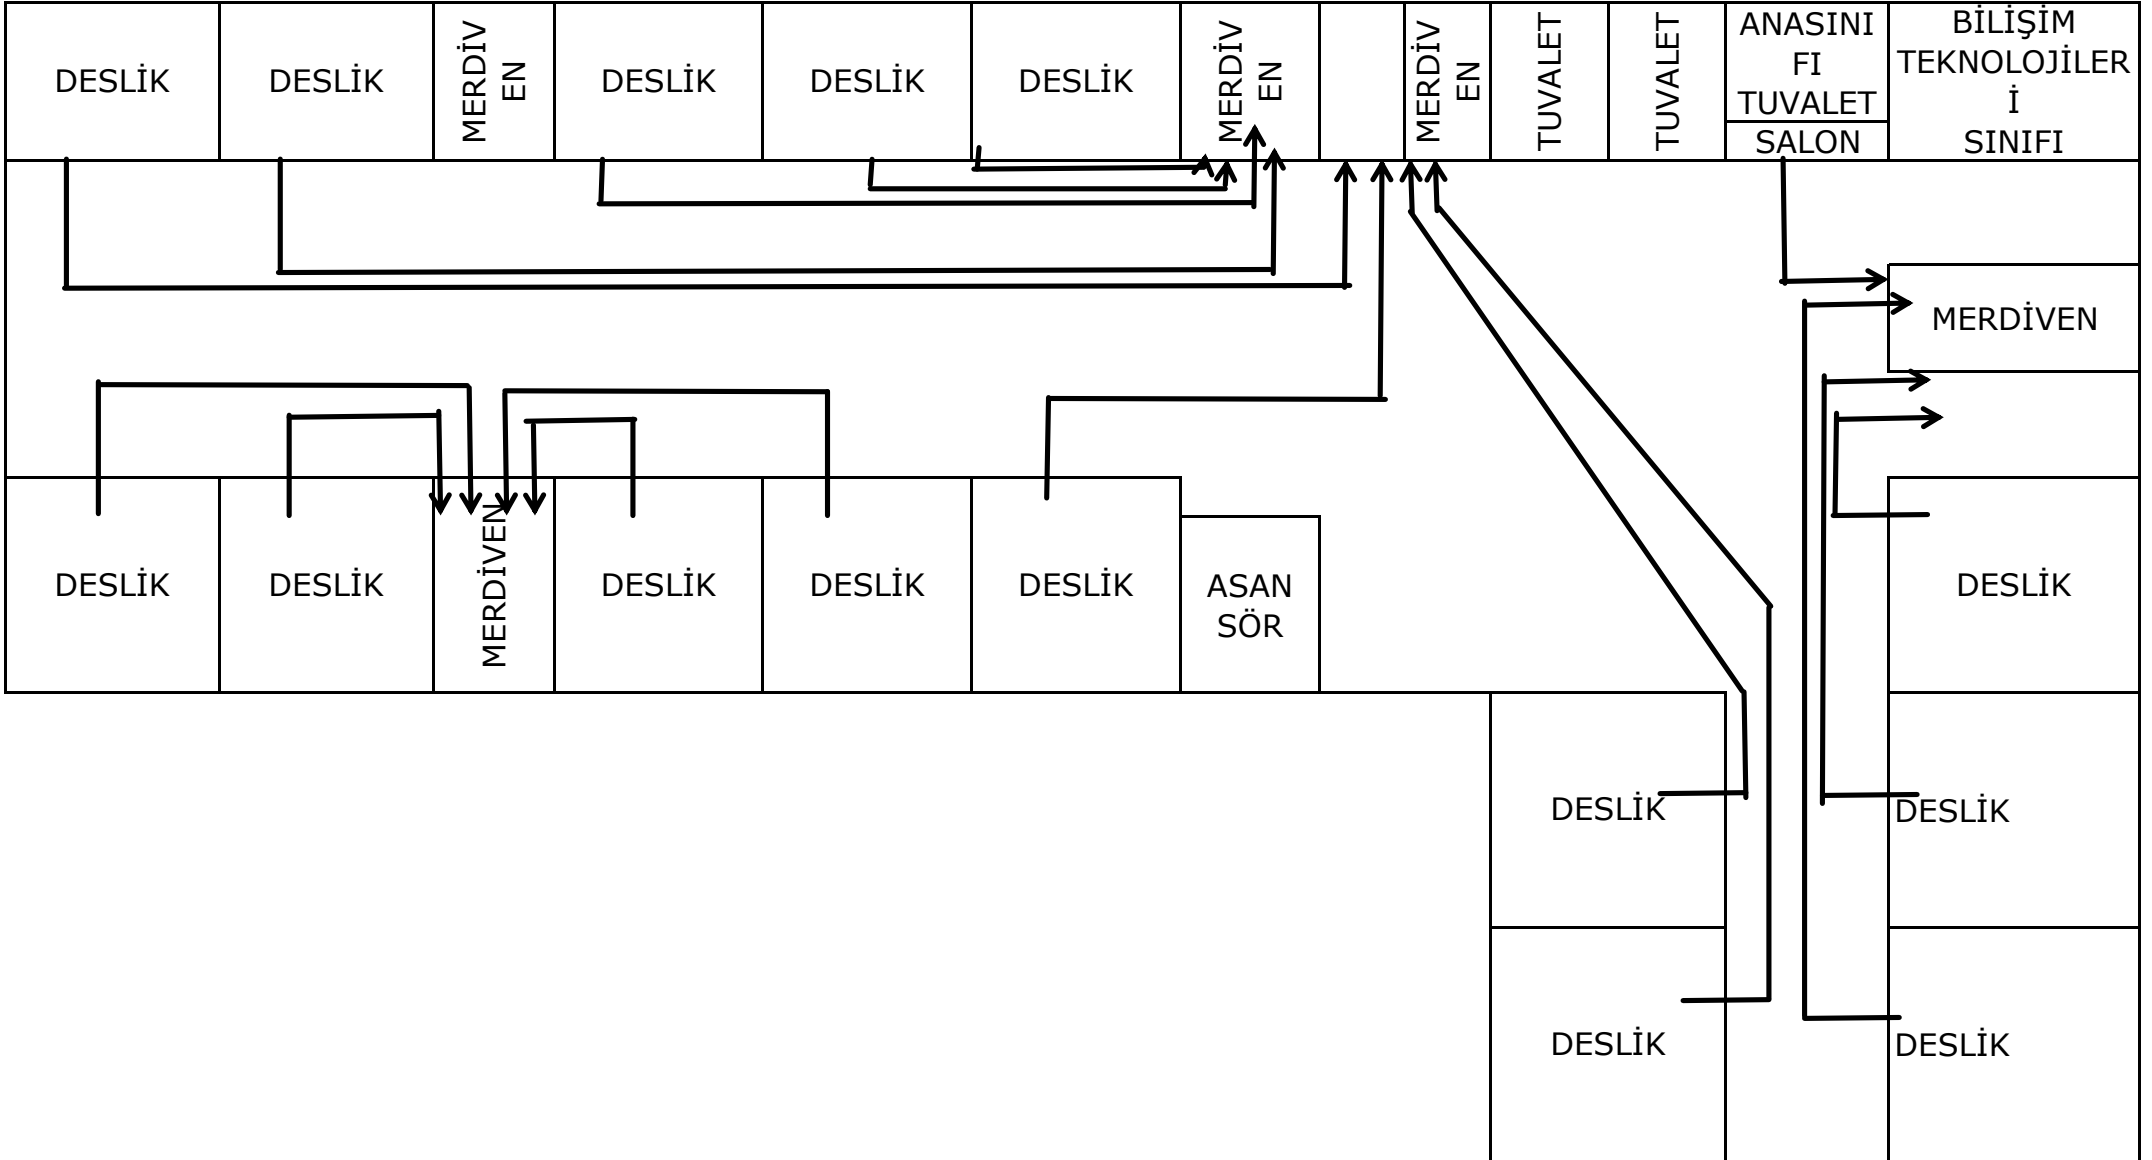 DESLİK
DESLİK
MERDİV
EN
DESLİK
DESLİK
DESLİK
MERDİV
EN
MERDİV
EN
TUVALET
TUVALET
ANASINI
FI
TUVALET
SALON
BİLİŞİM
TEKNOLOJİLER
İ
SINIFI
MERDİVEN
DESLİK
DESLİK
MERDİVEN
DESLİK
DESLİK
DESLİK
ASAN
SÖR
DESLİK
DESLİK
DESLİK
DESLİK
DESLİK